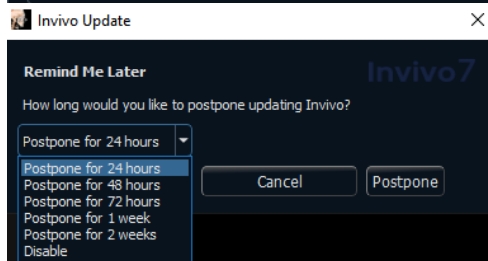 Invivo Update
Remind Me Later
Invivo7
How long would you like to postpone updating Invivo?
Postpone for 24 hours
Postpone for 24 hours
Postpone for 48 hours
Postpone for 72 hours
Postpone for 1 week
Postpone for 2 weeks
Disable
Cancel
Postpone